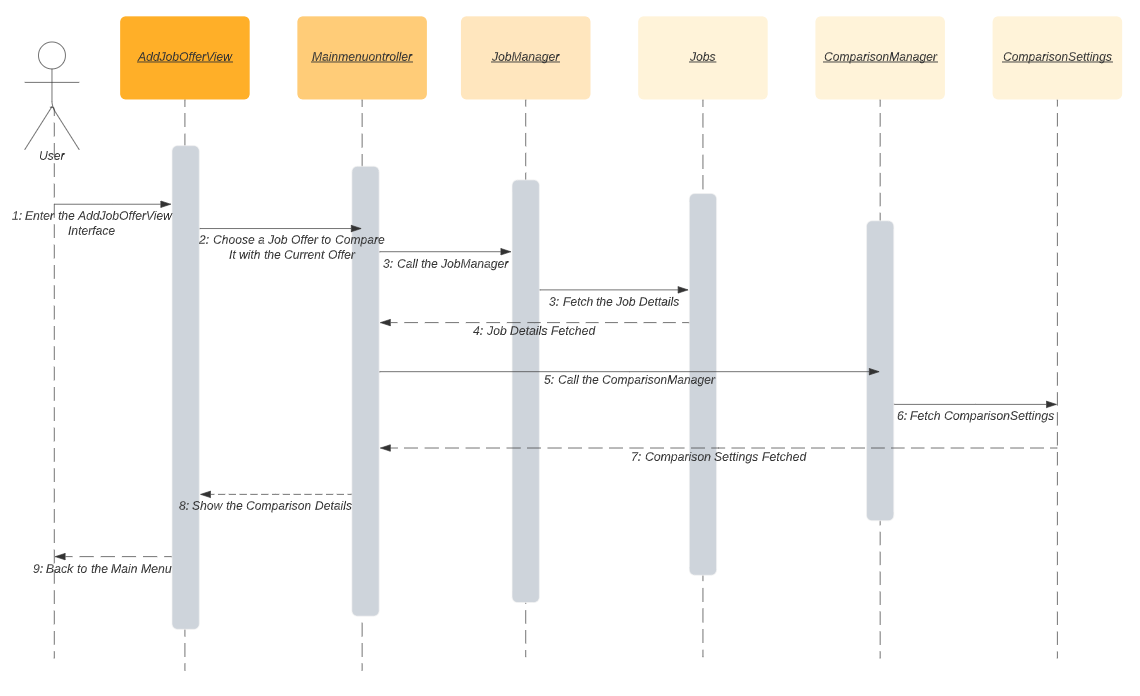 AddJobOfferView
Mainmenuontroller
JobManager
Jobs
ComparisonManager
ComparisonSettings
User
1: Enter the AddJobOfferView
Interface
2: Choose a Job Offer to Compare
It with the Current Offer
3: Call the JobManager
3: Fetch the Job Dettails
4: Job Details Fetched
5: Call the ComparisonManager
6: Fetch ComparisonSettings
7: Comparison Settings Fetched
8: Show the Comparison Details
9: Back to the Main Menu